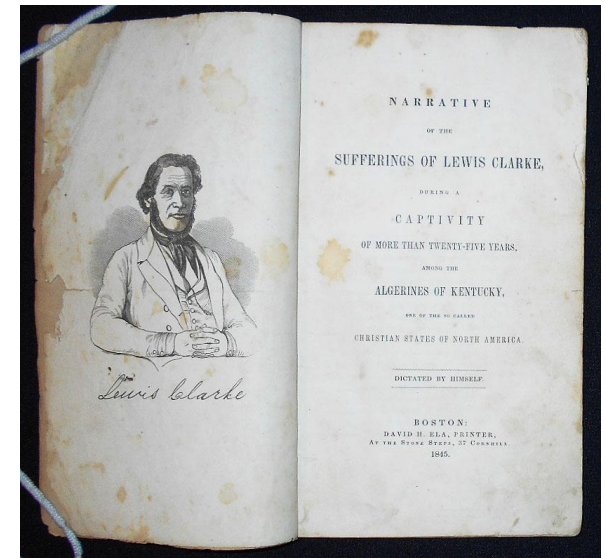 Lewis Clarke
NARRATIVE
OF THE
SUFFERINGS OF LEWIS CLARKE,
DURING A
CAPTIVITY
OF MORE THAN TWENTY-FIVE YEARS,
AMONG THE
ALGERINES OF KENTUCKY,
ONE OF THE SO CALLED
CHRISTIAN STATES OF NORTH AMERICA.
DICTATED BY HIMSELF.
BOSTON:
DAVID H. ELA, PRINTER,
AT THE STONE STEPS, 37 CORNHILL
1845.